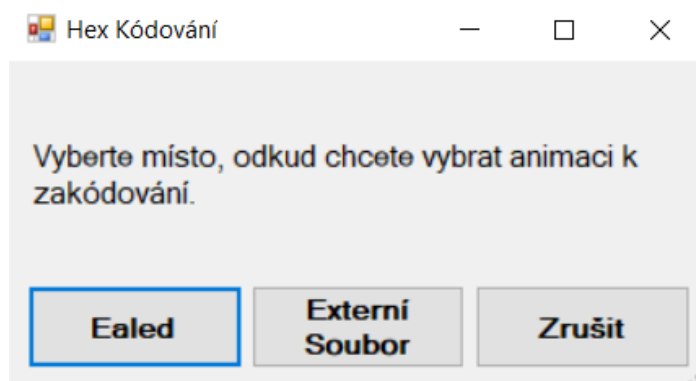 Hex Kódování
Vyberte místo, odkud chcete vybrat animaci k
zakódování.
Ealed
Externí
Soubor
Zrušit